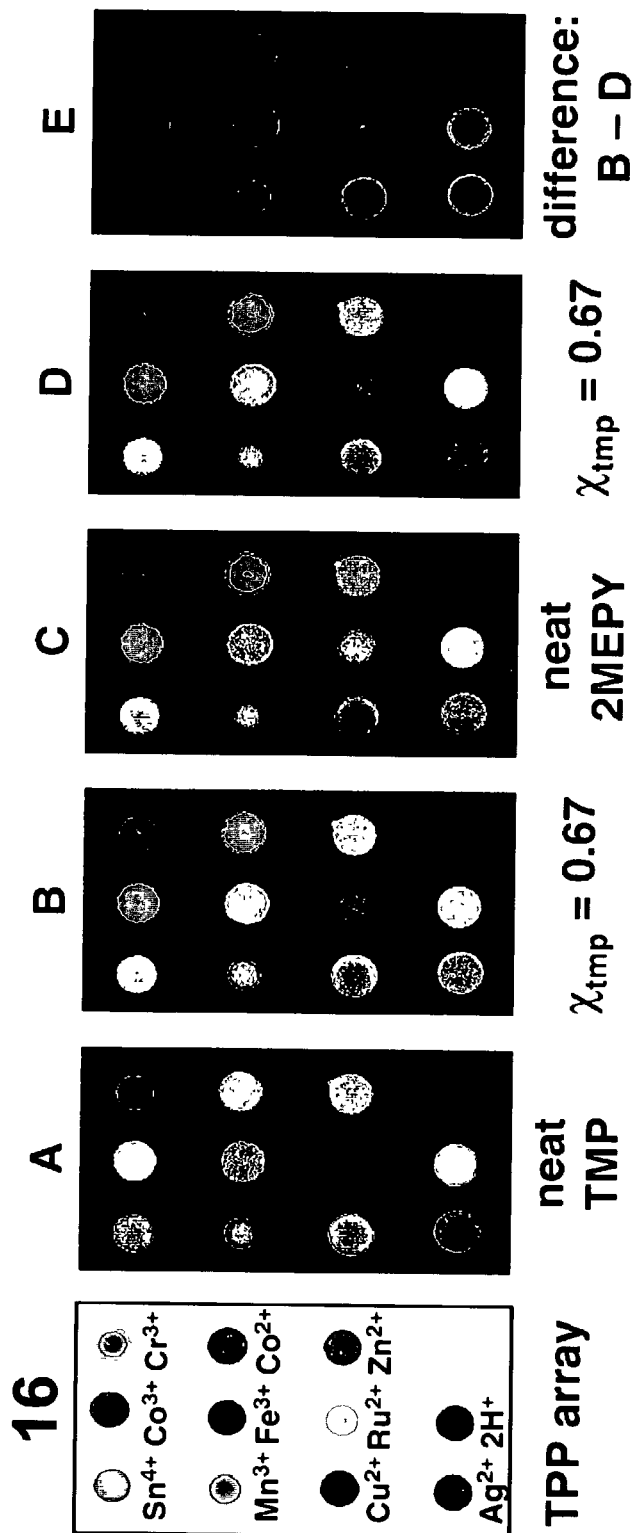 16
Sn4+ Co3+ Cr3+
Mn3+ Fe3+ Co2+
Cu2+ Ru2+ Zn2+
Ag2+ 2H+
TPP array
A
neat
TMP
B
χtmp = 0.67
C
neat
2MEPY
D
χtmp = 0.67
E
difference:
B – D